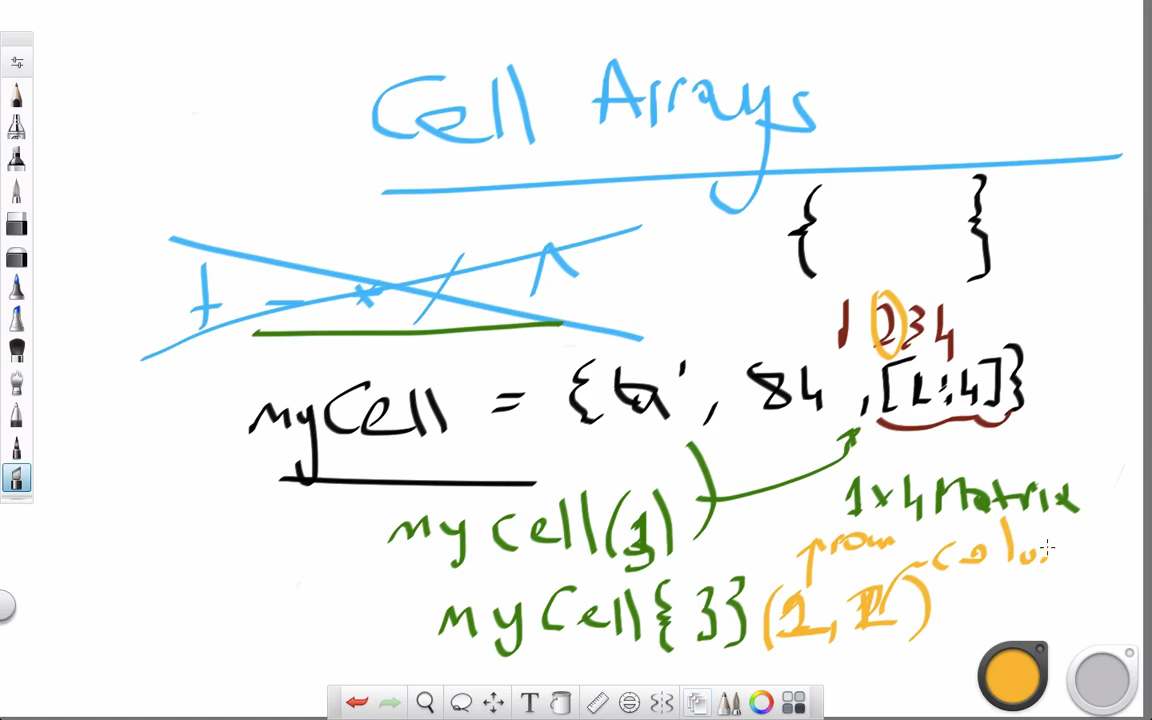 Cell Arrays
{ }
+ - * / ^
1 2 3 4
myCell = {'a', 84, [1:4]}
myCell(3)
1x4 Matrix
row colu
myCell{3}(1,2)